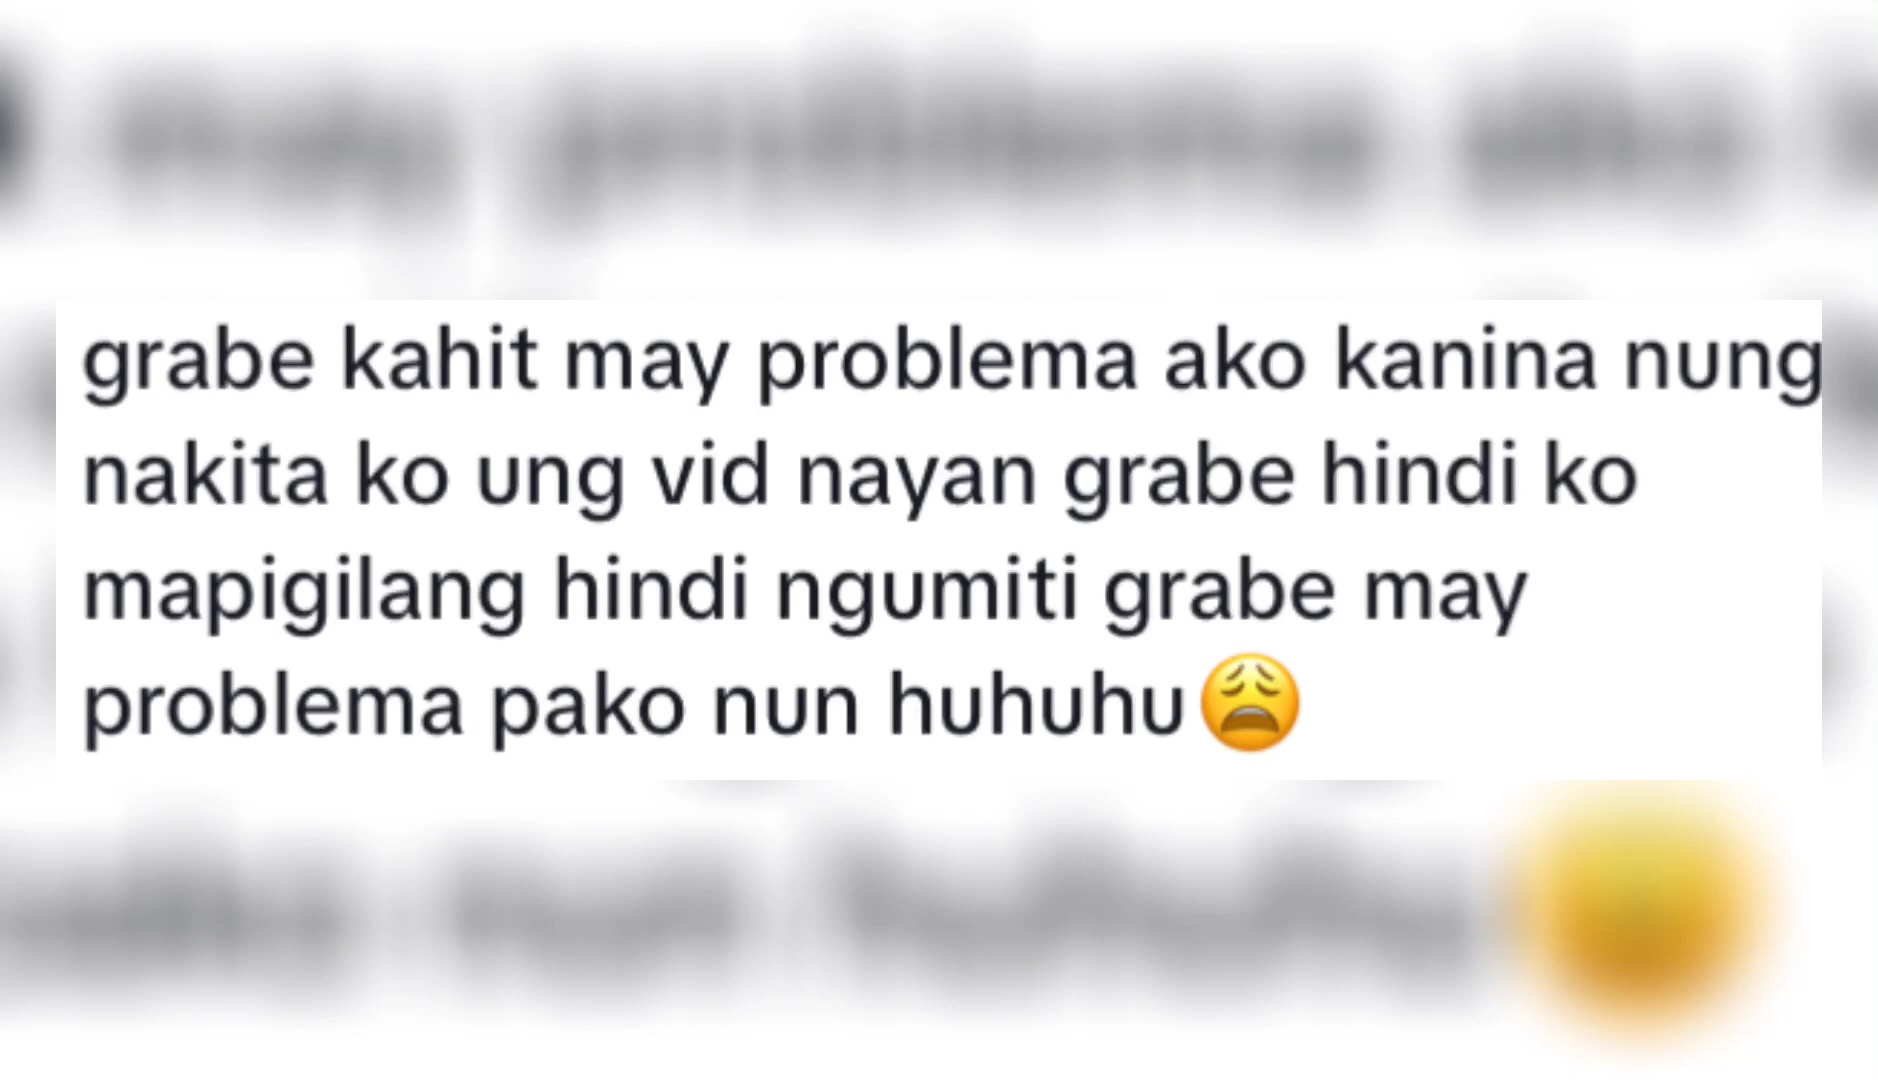 grabe kahit may problema ako kanina nung
nakita ko ung vid nayan grabe hindi ko
mapigilang hindi ngumiti grabe may
problema pako nun huhuhu😩